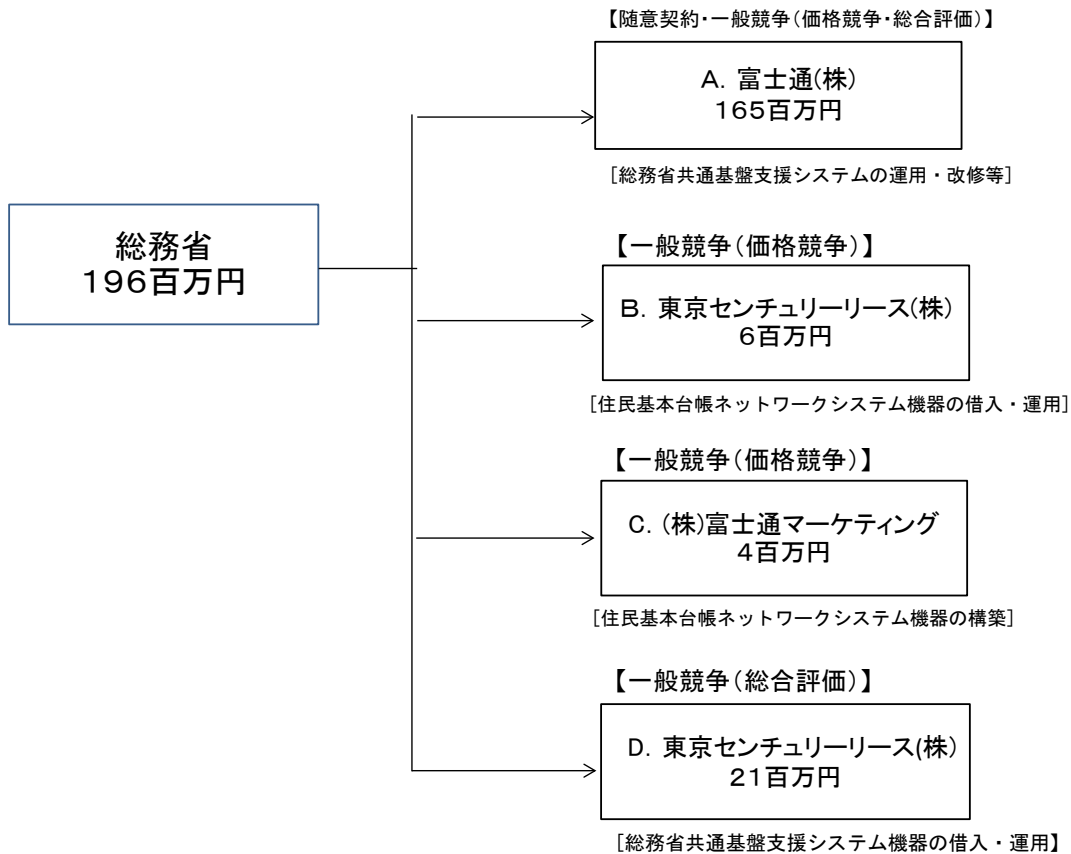 総務省
196百万円
【随意契約・一般競争(価格競争・総合評価)】
A. 富士通(株)
165百万円
[総務省共通基盤支援システムの運用・改修等]
【一般競争(価格競争)】
B. 東京センチュリーリース(株)
6百万円
[住民基本台帳ネットワークシステム機器の借入・運用]
【一般競争(価格競争)】
C. (株)富士通マーケティング
4百万円
[住民基本台帳ネットワークシステム機器の構築]
【一般競争(総合評価)】
D. 東京センチュリーリース(株)
21百万円
[総務省共通基盤支援システム機器の借入・運用】